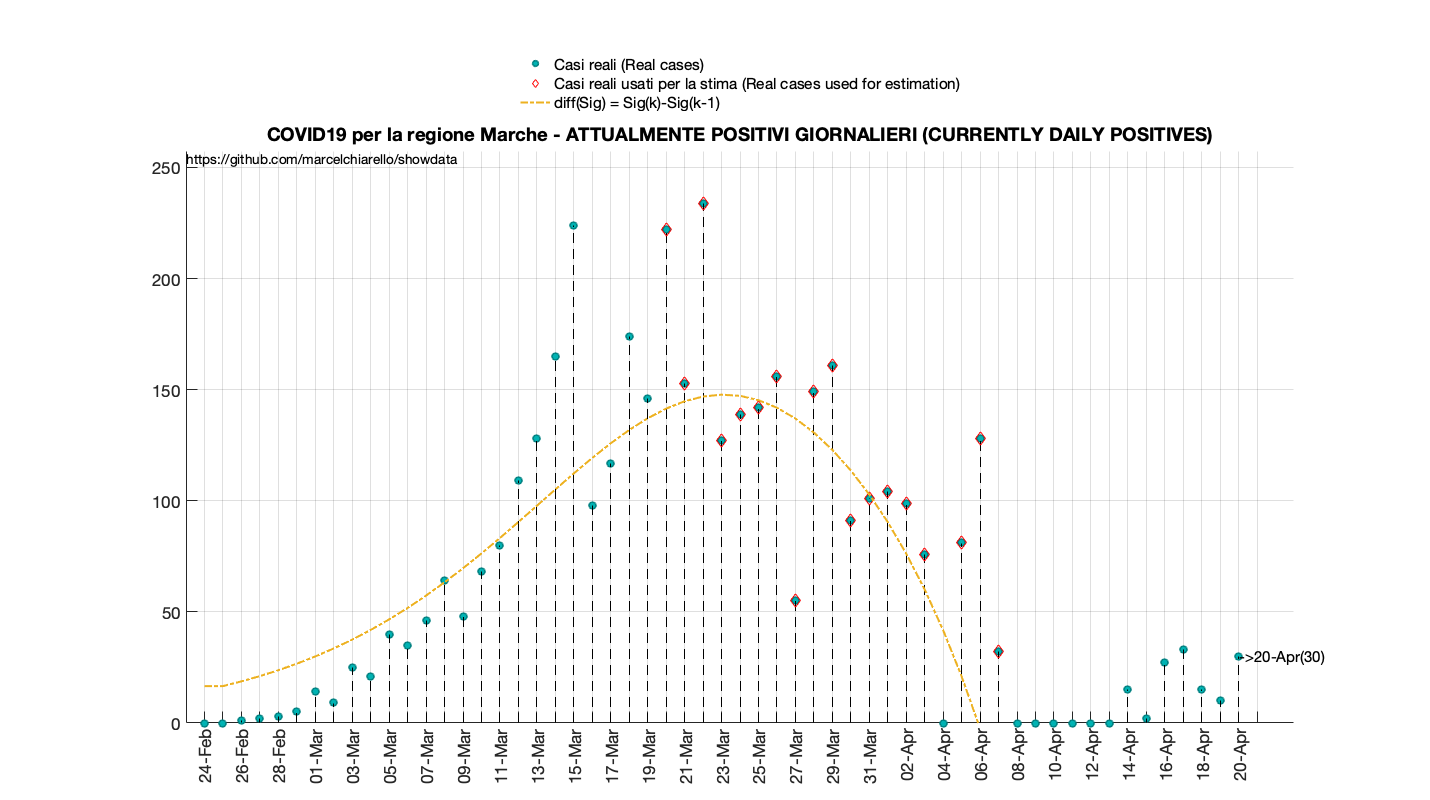 Casi reali (Real cases)
Casi reali usati per la stima (Real cases used for estimation)
diff(Sig) = Sig(k)-Sig(k-1)
COVID19 per la regione Marche - ATTUALMENTE POSITIVI GIORNALIERI (CURRENTLY DAILY POSITIVES)
https://github.com/marcelchiarello/showdata
250
200
150
100
50
0
->20-Apr(30)
24-Feb
26-Feb
28-Feb
01-Mar
03-Mar
05-Mar
07-Mar
09-Mar
11-Mar
13-Mar
15-Mar
17-Mar
19-Mar
21-Mar
23-Mar
25-Mar
27-Mar
29-Mar
31-Mar
02-Apr
04-Apr
06-Apr
08-Apr
10-Apr
12-Apr
14-Apr
16-Apr
18-Apr
20-Apr